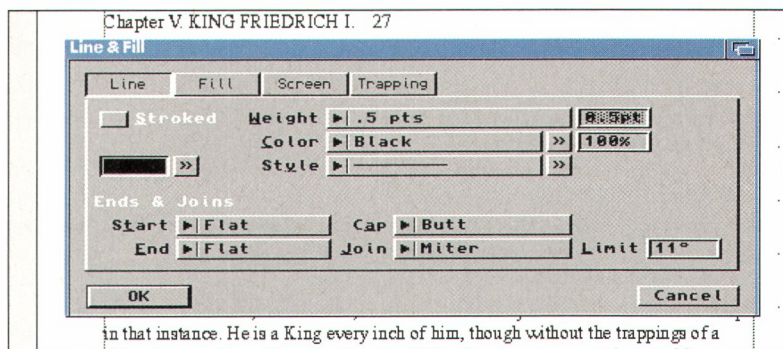 Chapter V. KING FRIEDRICH I. 27
Line & Fill
Line Fill Screen Trapping
Stroked Weight .5 pts 0.5pt
Color Black » 100%
» Style »
Ends & Joins
Start Flat Cap Butt
End Flat Join Miter Limit 11°
OK Cancel
in that instance. He is a King every inch of him, though without the trappings of a